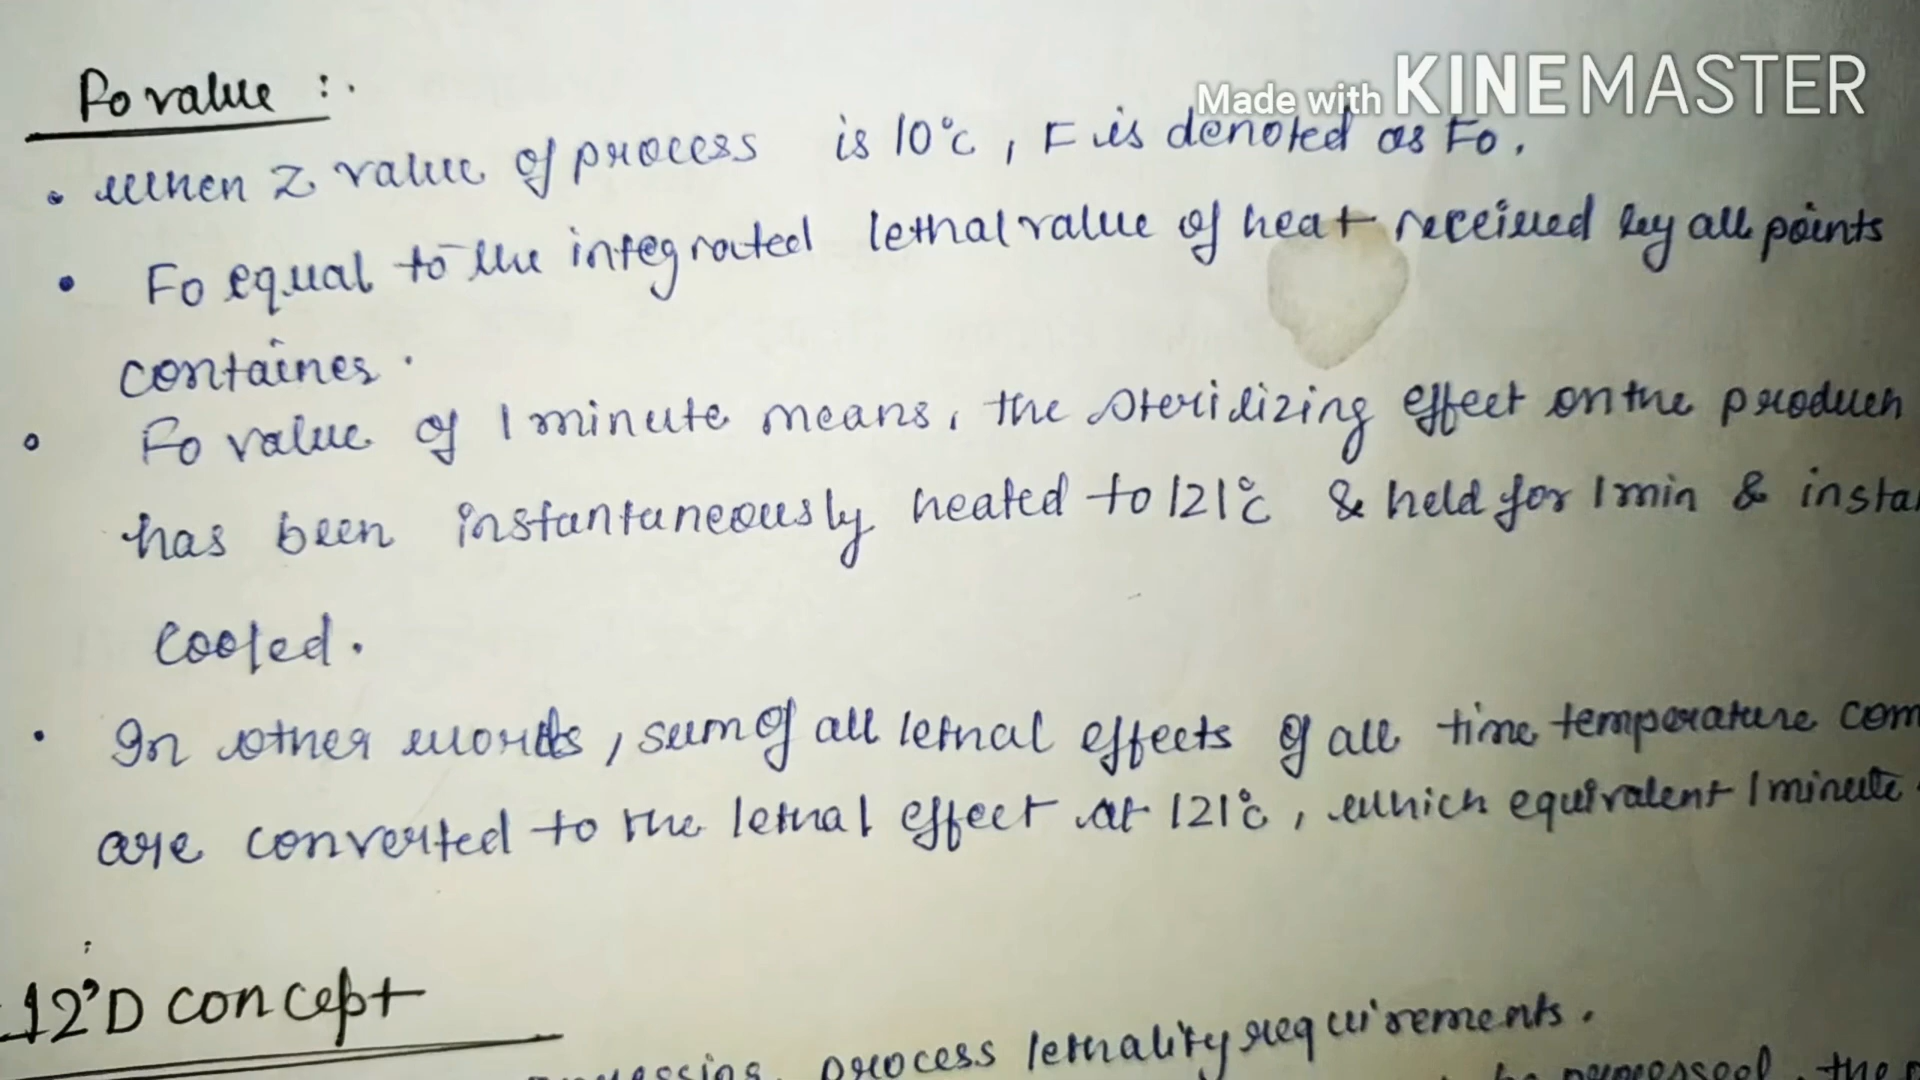 Made with KINEMASTER
Fo value :.
• When Z value of process is 10°c, F is denoted as Fo.
• Fo equal to the integrated lethal value of heat received by all points
container.
• Fo value of 1 minute means, the sterilizing effect on the
has been instantaneously heated to 121°c & held for 1 min & insta
cooled.
• In other words, sum of all lethal effects of all time temperature com
are converted to the lethal effect at 121°c, which equivalent 1 minute
12'D concept
process lethality requirements.